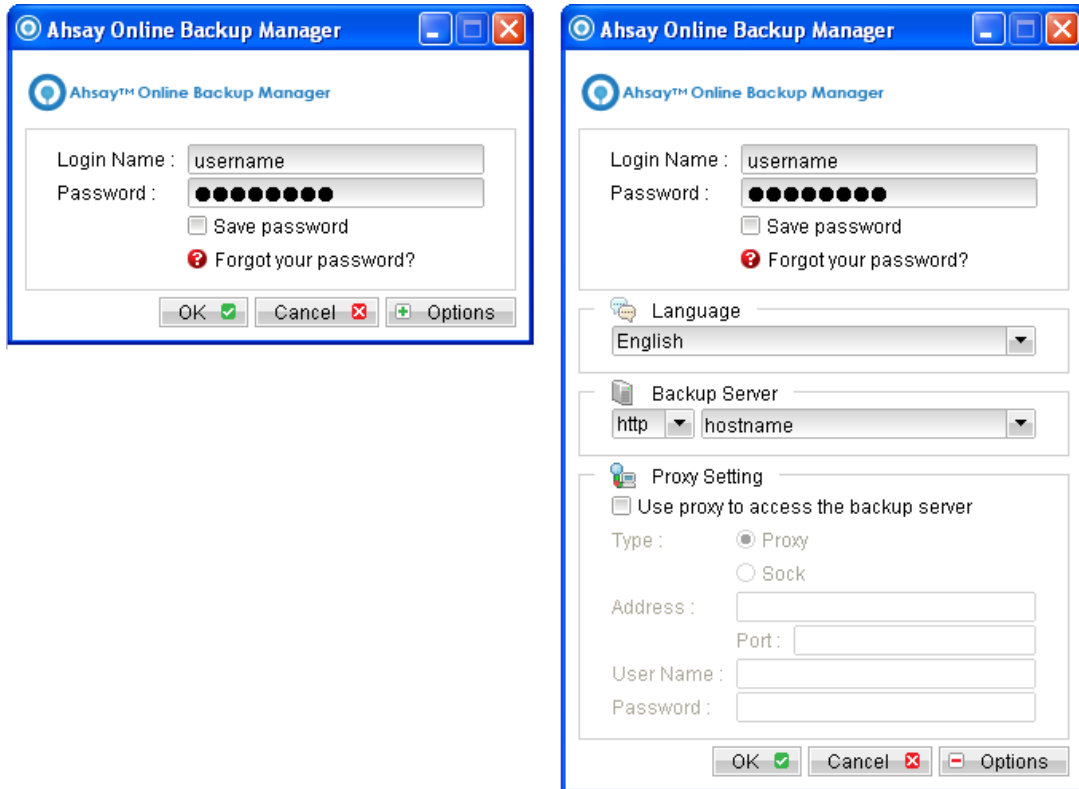 Ahsay Online Backup Manager
Ahsay™ Online Backup Manager
Login Name : username
Password : ●●●●●●●●
Save password
Forgot your password?
OK Cancel Options
Ahsay Online Backup Manager
Ahsay™ Online Backup Manager
Login Name : username
Password : ●●●●●●●●
Save password
Forgot your password?
Language
English
Backup Server
http hostname
Proxy Setting
Use proxy to access the backup server
Type : Proxy
Sock
Address :
Port :
User Name :
Password :
OK Cancel Options